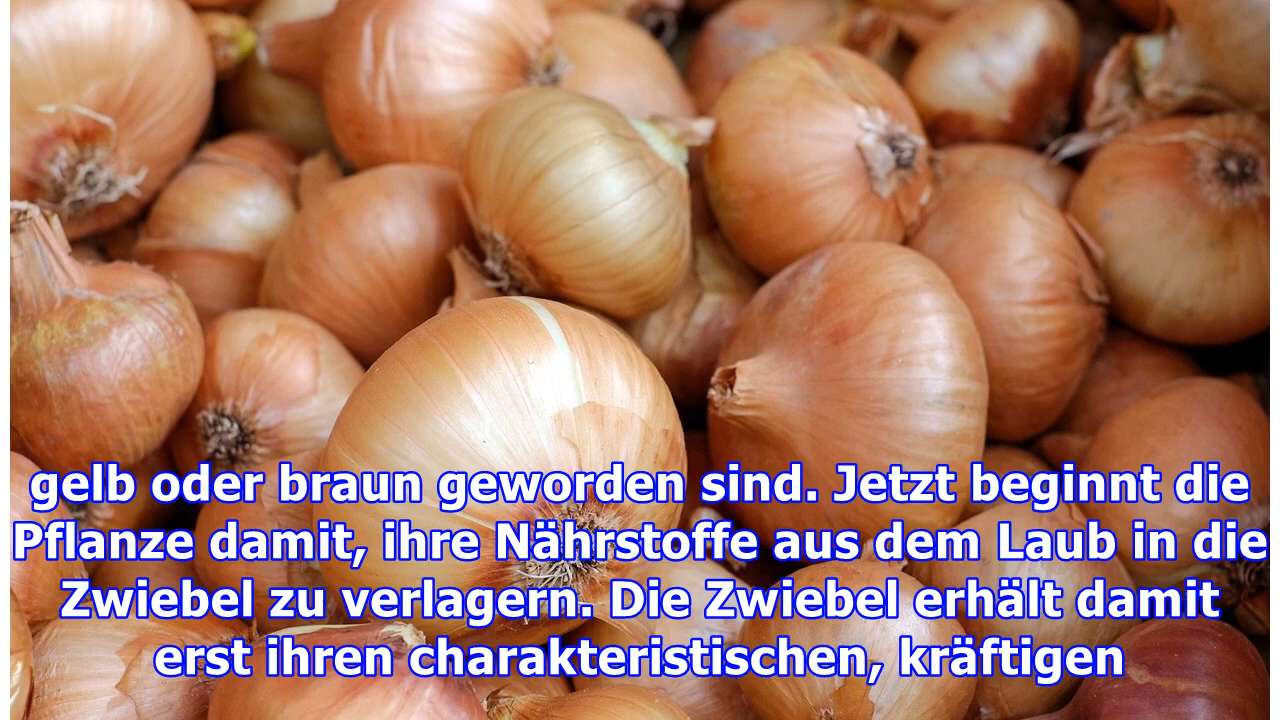 gelb oder braun geworden sind. Jetzt beginnt die
Pflanze damit, ihre Nährstoffe aus dem Laub in die
Zwiebel zu verlagern. Die Zwiebel erhält damit
erst ihren charakteristischen, kräftigen